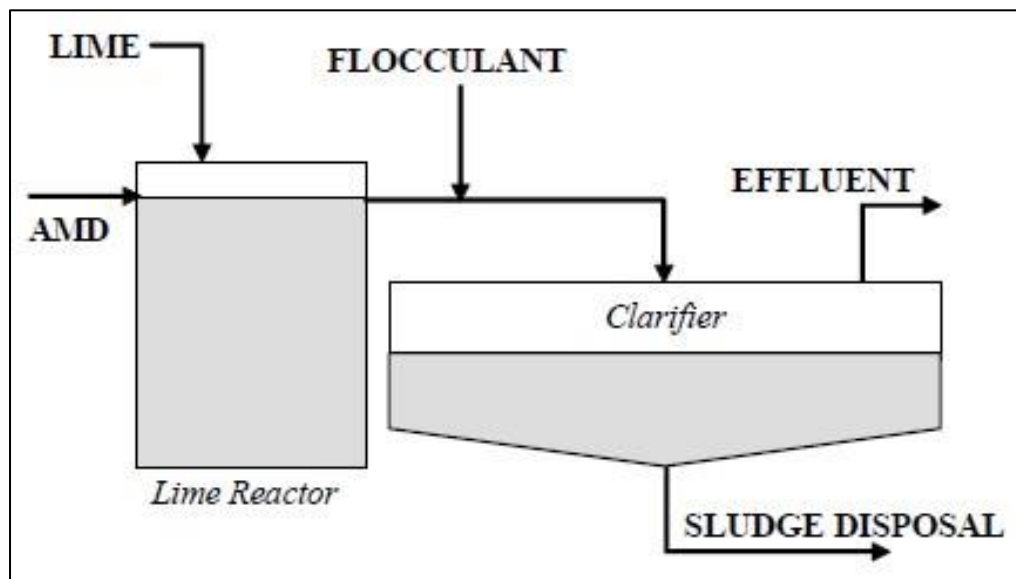 LIME
FLOCCULANT
EFFLUENT
AMD
Clarifier
Lime Reactor
SLUDGE DISPOSAL